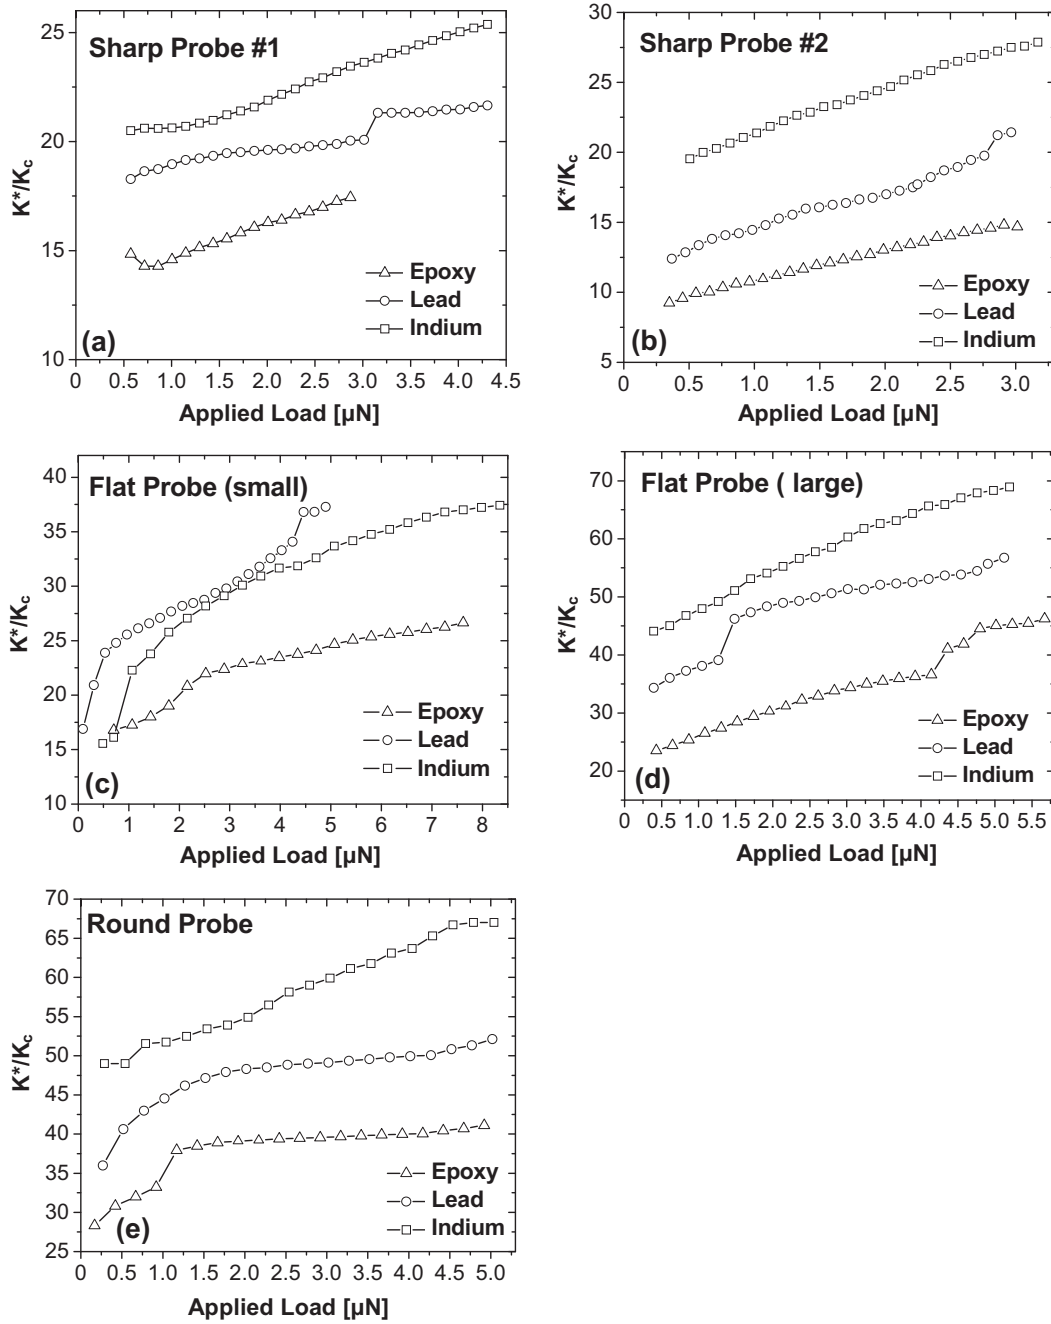 Sharp Probe #1
25
20
15
10
K*/Kc
0.5 1.0 1.5 2.0 2.5 3.0 3.5 4.0 4.5
Applied Load [µN]
Epoxy
Lead
Indium
(a)
Sharp Probe #2
30
25
20
15
10
5
K*/Kc
0 0.5 1.0 1.5 2.0 2.5 3.0
Applied Load [µN]
Epoxy
Lead
Indium
(b)
Flat Probe (small)
40
35
30
25
20
15
10
K*/Kc
0 1 2 3 4 5 6 7 8
Applied Load [µN]
Epoxy
Lead
Indium
(c)
Flat Probe ( large)
70
60
50
40
30
20
K*/Kc
0 0.5 1.0 1.5 2.0 2.5 3.0 3.5 4.0 4.5 5.0 5.5
Applied Load [µN]
Epoxy
Lead
Indium
(d)
Round Probe
70
65
60
55
50
45
40
35
30
25
K*/Kc
0 0.5 1.0 1.5 2.0 2.5 3.0 3.5 4.0 4.5 5.0
Applied Load [µN]
Epoxy
Lead
Indium
(e)